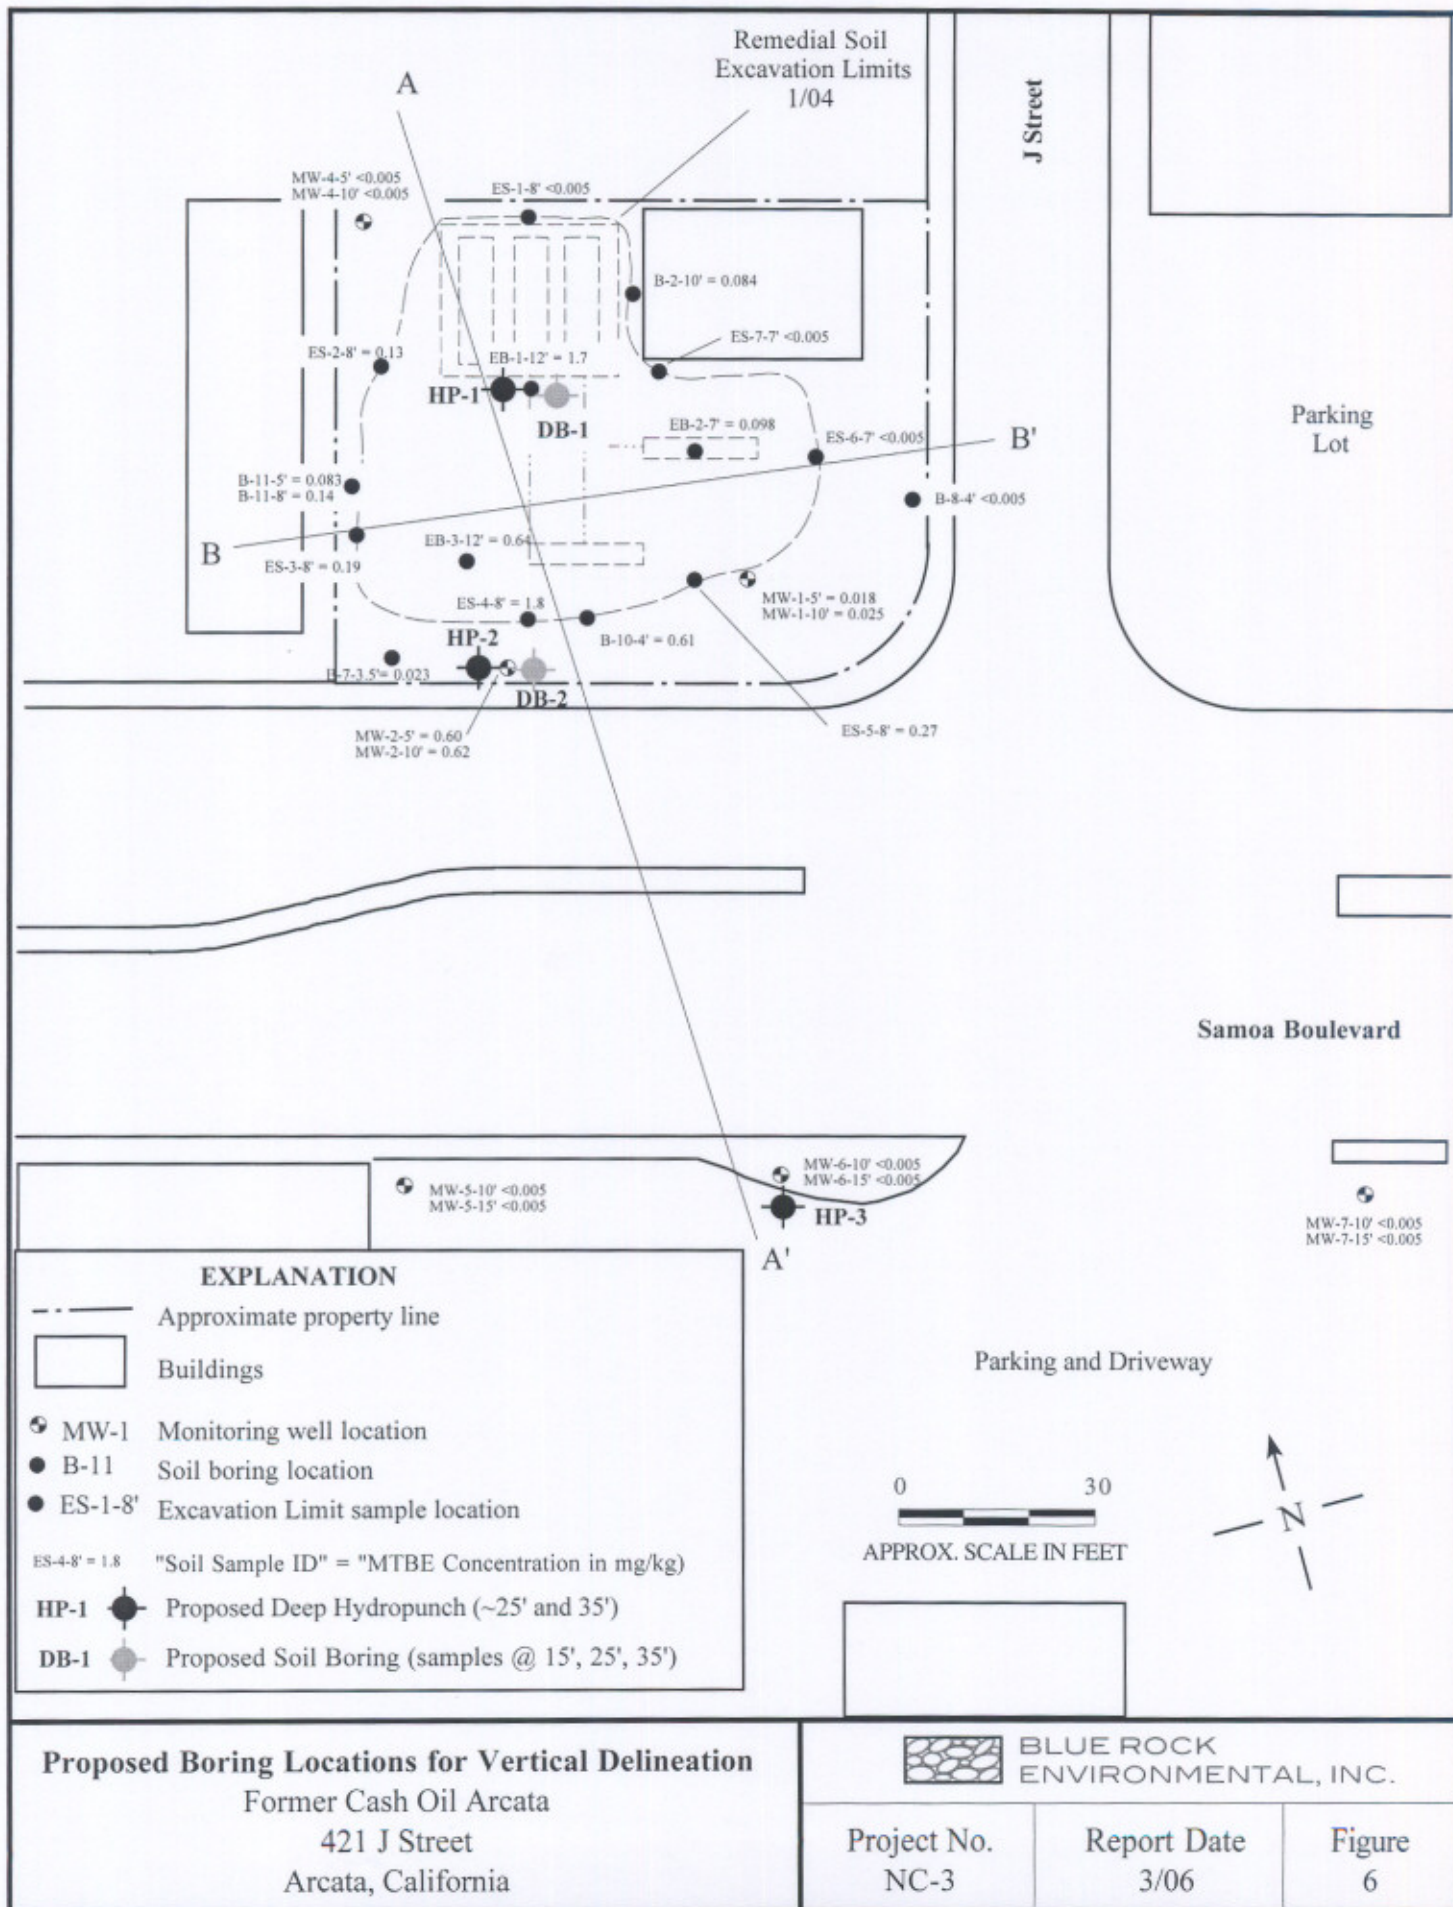 Remedial Soil
Excavation Limits
1/04
A
J Street
MW-4-5' <0.005
MW-4-10' <0.005
ES-1-8' <0.005
B-2-10' = 0.084
ES-7-7' <0.005
ES-2-8' = 0.13
EB-1-12' = 1.7
HP-1
DB-1
EB-2-7' = 0.098
ES-6-7' <0.005
B'
Parking
Lot
B-11-5' = 0.083
B-11-8' = 0.14
B-8-4' <0.005
B
EB-3-12' = 0.64
ES-3-8' = 0.19
MW-1-5' = 0.018
MW-1-10' = 0.025
ES-4-8' = 1.8
HP-2
B-10-4' = 0.61
B-7-3.5'= 0.023
DB-2
ES-5-8' = 0.27
MW-2-5' = 0.60
MW-2-10' = 0.62
Samoa Boulevard
MW-6-10' <0.005
MW-6-15' <0.005
MW-5-10' <0.005
MW-5-15' <0.005
HP-3
MW-7-10' <0.005
MW-7-15' <0.005
A'
EXPLANATION
Approximate property line
Buildings
MW-1 Monitoring well location
B-11 Soil boring location
ES-1-8' Excavation Limit sample location
ES-4-8' = 1.8 "Soil Sample ID" = "MTBE Concentration in mg/kg)
HP-1 Proposed Deep Hydropunch (~25' and 35')
DB-1 Proposed Soil Boring (samples @ 15', 25', 35')
Parking and Driveway
0 30
APPROX. SCALE IN FEET
N
Proposed Boring Locations for Vertical Delineation
Former Cash Oil Arcata
421 J Street
Arcata, California
BLUE ROCK
ENVIRONMENTAL, INC.
Project No.
NC-3
Report Date
3/06
Figure
6